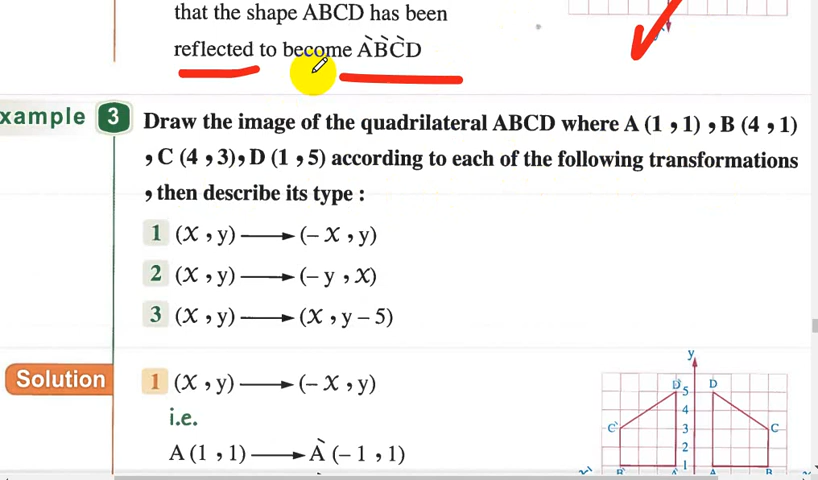 that the shape ABCD has been
reflected to become ÀB̀C̀D
xample 3 Draw the image of the quadrilateral ABCD where A (1 , 1) , B (4 , 1)
, C (4 , 3), D (1 , 5) according to each of the following transformations
, then describe its type :
1 (X , y) ⟶ (– X , y)
2 (X , y) ⟶ (– y , X)
3 (X , y) ⟶ (X , y – 5)
Solution 1 (X , y) ⟶ (– X , y)
i.e.
A (1 , 1) ⟶ À (– 1 , 1)
y
D̀ 5 D
4
C̀ 3 C
2
1